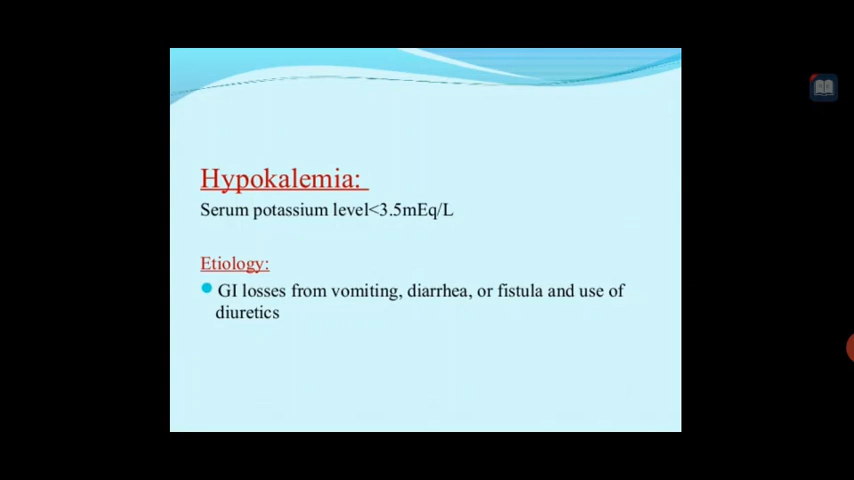 Hypokalemia:
Serum potassium level<3.5mEq/L
Etiology:
GI losses from vomiting, diarrhea, or fistula and use of
diuretics